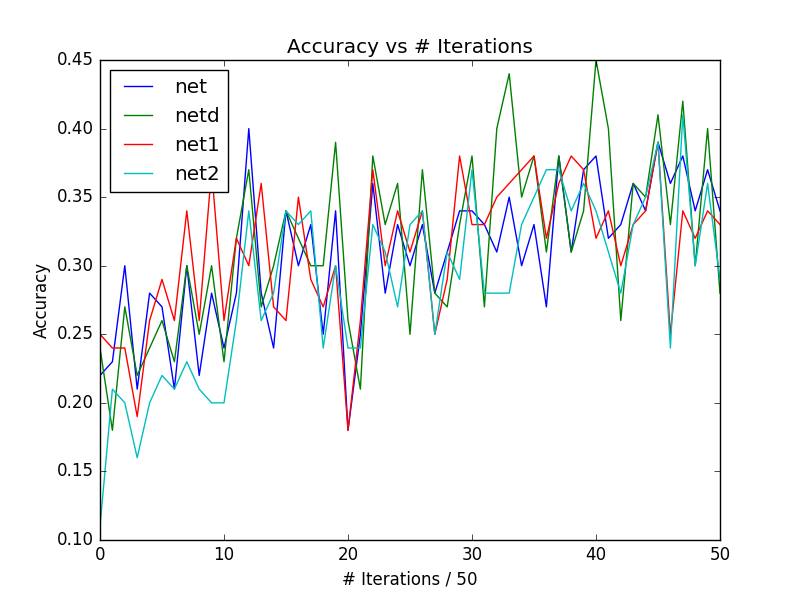 Accuracy vs # Iterations
0.45
0.40
0.35
0.30
0.25
0.20
0.15
0.10
Accuracy
net
netd
net1
net2
0 10 20 30 40 50
# Iterations / 50